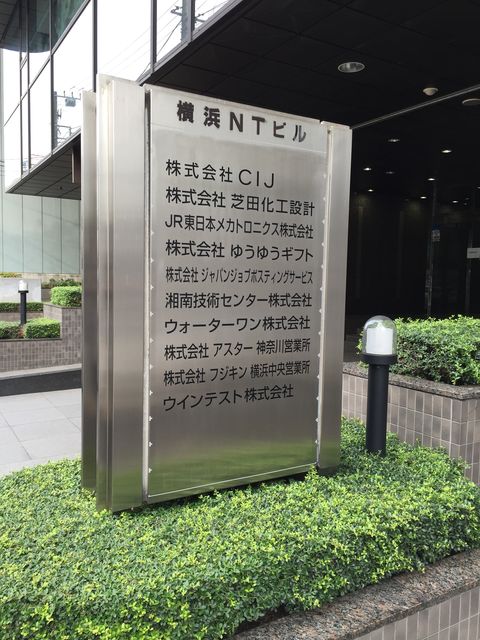 横浜NTビル
株式会社CIJ
株式会社 芝田化工設計
JR東日本メカトロニクス株式会社
株式会社 ゆうゆうギフト
株式会社 ジャパンジョブポスティングサービス
湘南技術センター株式会社
ウォーターワン株式会社
株式会社 アスター 神奈川営業所
株式会社 フジキン 横浜中央営業所
ウインテスト株式会社